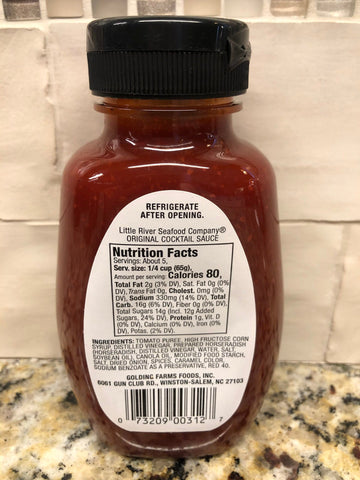 REFRIGERATE
AFTER OPENING.
Little River Seafood Company®
ORIGINAL COCKTAIL SAUCE
Nutrition Facts
Servings: About 5,
Serv. size: 1/4 cup (65g),
Amount per serving: Calories 80,
Total Fat 2g (3% DV), Sat. Fat 0g (0%
DV), Trans Fat 0g, Cholest. 0mg (0%
DV), Sodium 330mg (14% DV), Total
Carb. 16g (6% DV), Fiber 0g (0% DV),
Total Sugars 14g (Incl. 12g Added
Sugars, 24% DV), Protein 1g, Vit. D
(0% DV), Calcium (0% DV), Iron (0%
DV), Potas. (2% DV).
INGREDIENTS: TOMATO PUREE, HIGH FRUCTOSE CORN
SYRUP, DISTILLED VINEGAR, PREPARED HORSERADISH
(HORSERADISH, DISTILLED VINEGAR, WATER, SALT,
SOYBEAN OIL), CANOLA OIL, MODIFIED FOOD STARCH,
SALT, DRIED ONION, SPICES, CARAMEL COLOR,
SODIUM BENZOATE AS A PRESERVATIVE, RED 40.
GOLDING FARMS FOODS, INC.
6061 GUN CLUB RD., WINSTON-SALEM, NC 27103
0 73209 00312 7